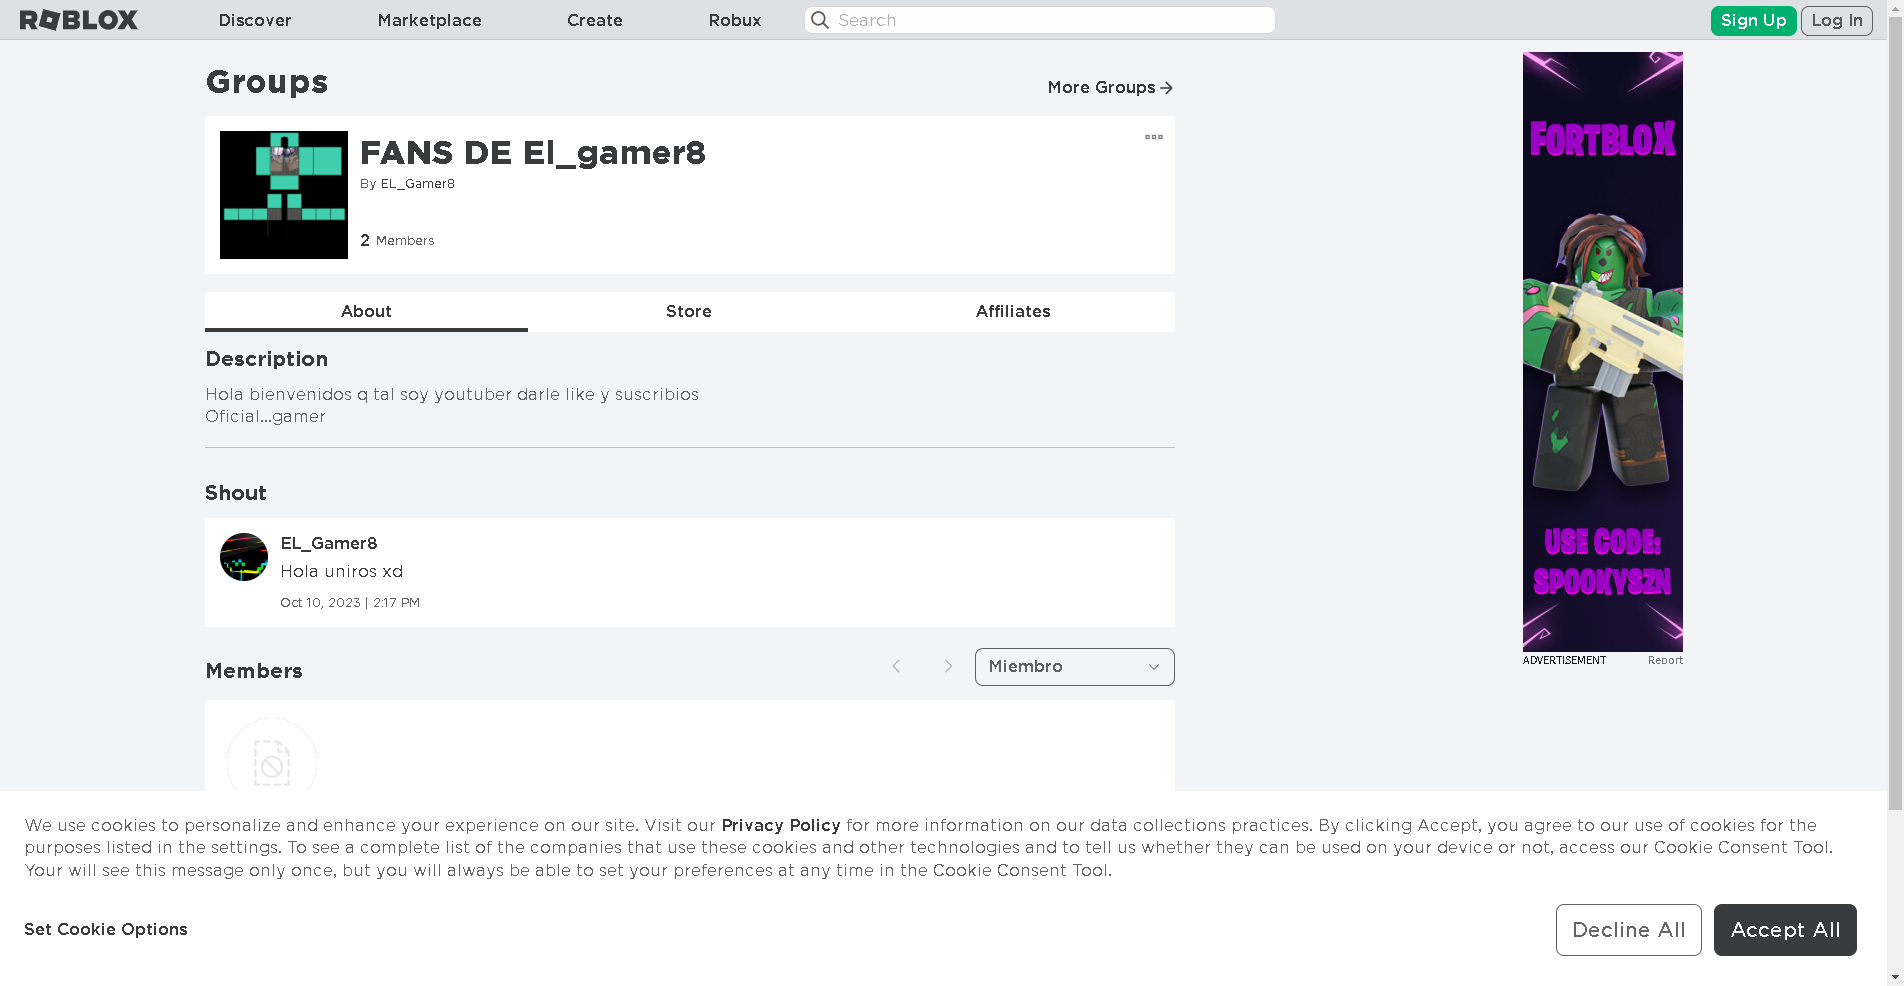 ROBLOX
Discover
Marketplace
Create
Robux
Search
Sign Up
Log In
Groups
More Groups
FANS DE El_gamer8
By EL_Gamer8
2 Members
About
Store
Affiliates
Description
Hola bienvenidos q tal soy youtuber darle like y suscribios
Oficial...gamer
Shout
EL_Gamer8
Hola uniros xd
Oct 10, 2023 | 2:17 PM
Members
Miembro
FORTBLOX
USE CODE:
SPOOKYSZN
ADVERTISEMENT
Report
We use cookies to personalize and enhance your experience on our site. Visit our Privacy Policy for more information on our data collections practices. By clicking Accept, you agree to our use of cookies for the
purposes listed in the settings. To see a complete list of the companies that use these cookies and other technologies and to tell us whether they can be used on your device or not, access our Cookie Consent Tool.
Your will see this message only once, but you will always be able to set your preferences at any time in the Cookie Consent Tool.
Set Cookie Options
Decline All
Accept All